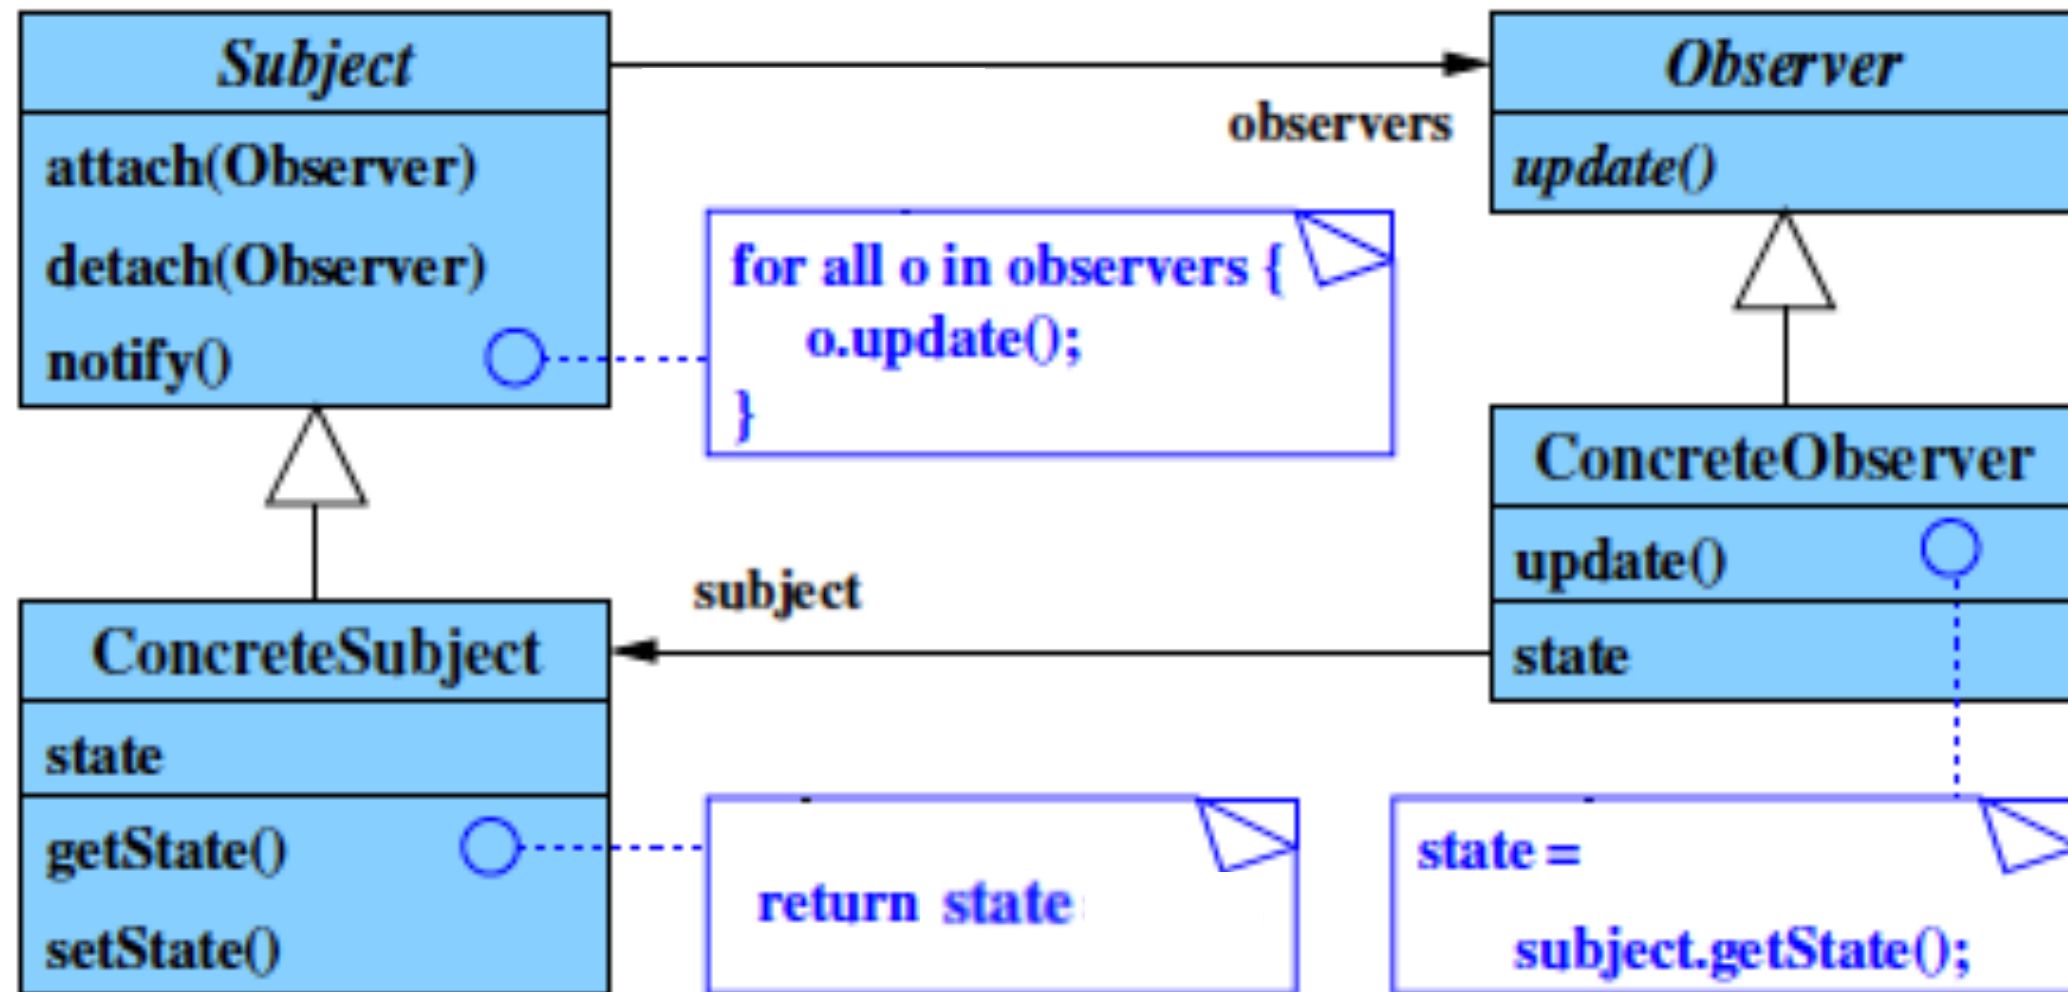 Subject
attach(Observer)
detach(Observer)
notify()
observers
Observer
update()
for all o in observers {
o.update();
}
ConcreteObserver
update()
state
subject
ConcreteSubject
state
getState()
setState()
return state
state =
subject.getState();